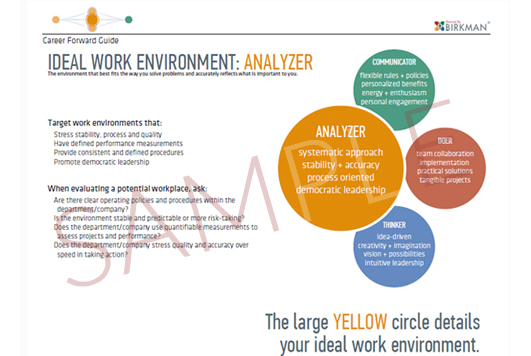 Powered by
BIRKMAN®
Career Forward Guide
IDEAL WORK ENVIRONMENT: ANALYZER
The environment that best fits the way you solve problems and accurately reflects what is important to you.
Target work environments that:
Stress stability, process and quality
Have defined performance measurements
Provide consistent and defined procedures
Promote democratic leadership
When evaluating a potential workplace, ask:
Are there clear operating policies and procedures within the
department/company?
Is the environment stable and predictable or more risk-taking?
Does the department/company use quantifiable measurements to
assess projects and performance?
Does the department/company stress quality and accuracy over
speed in taking action?
COMMUNICATOR
flexible rules + policies
personalized benefits
energy + enthusiasm
personal engagement
ANALYZER
systematic approach
stability + accuracy
process oriented
democratic leadership
DOER
team collaboration
implementation
practical solutions
tangible projects
THINKER
idea-driven
creativity + imagination
vision + possibilities
intuitive leadership
SAMPLE
The large YELLOW circle details
your ideal work environment.